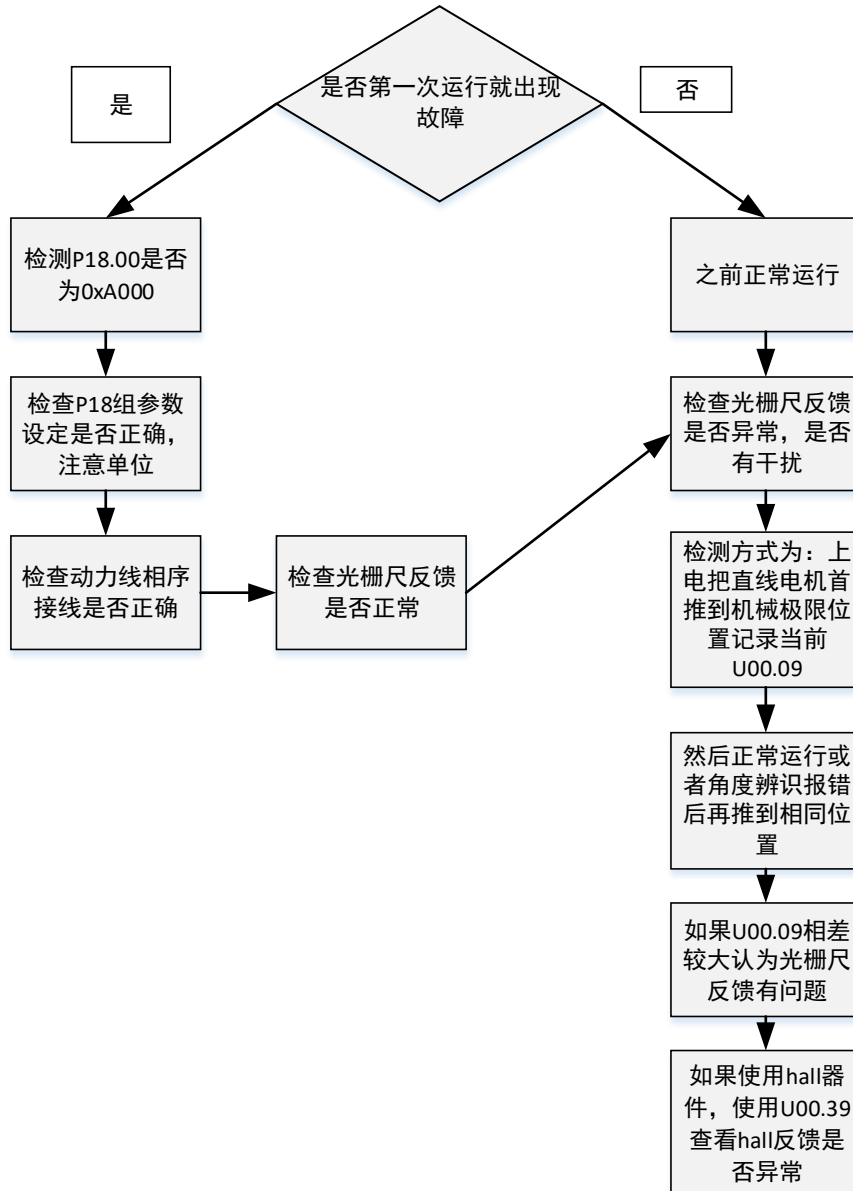 是否第一次运行就出现
故障
是
否
检测P18.00是否
为0xA000
检查P18组参数
设定是否正确，
注意单位
检查动力线相序
接线是否正确
检查光栅尺反馈
是否正常
之前正常运行
检查光栅尺反馈
是否异常，是否
有干扰
检测方式为：上
电把直线电机首
推到机械极限位
置记录当前
U00.09
然后正常运行或
者角度辨识报错
后再推到相同位
置
如果U00.09相差
较大认为光栅尺
反馈有问题
如果使用hall器
件，使用U00.39
查看hall反馈是
否异常